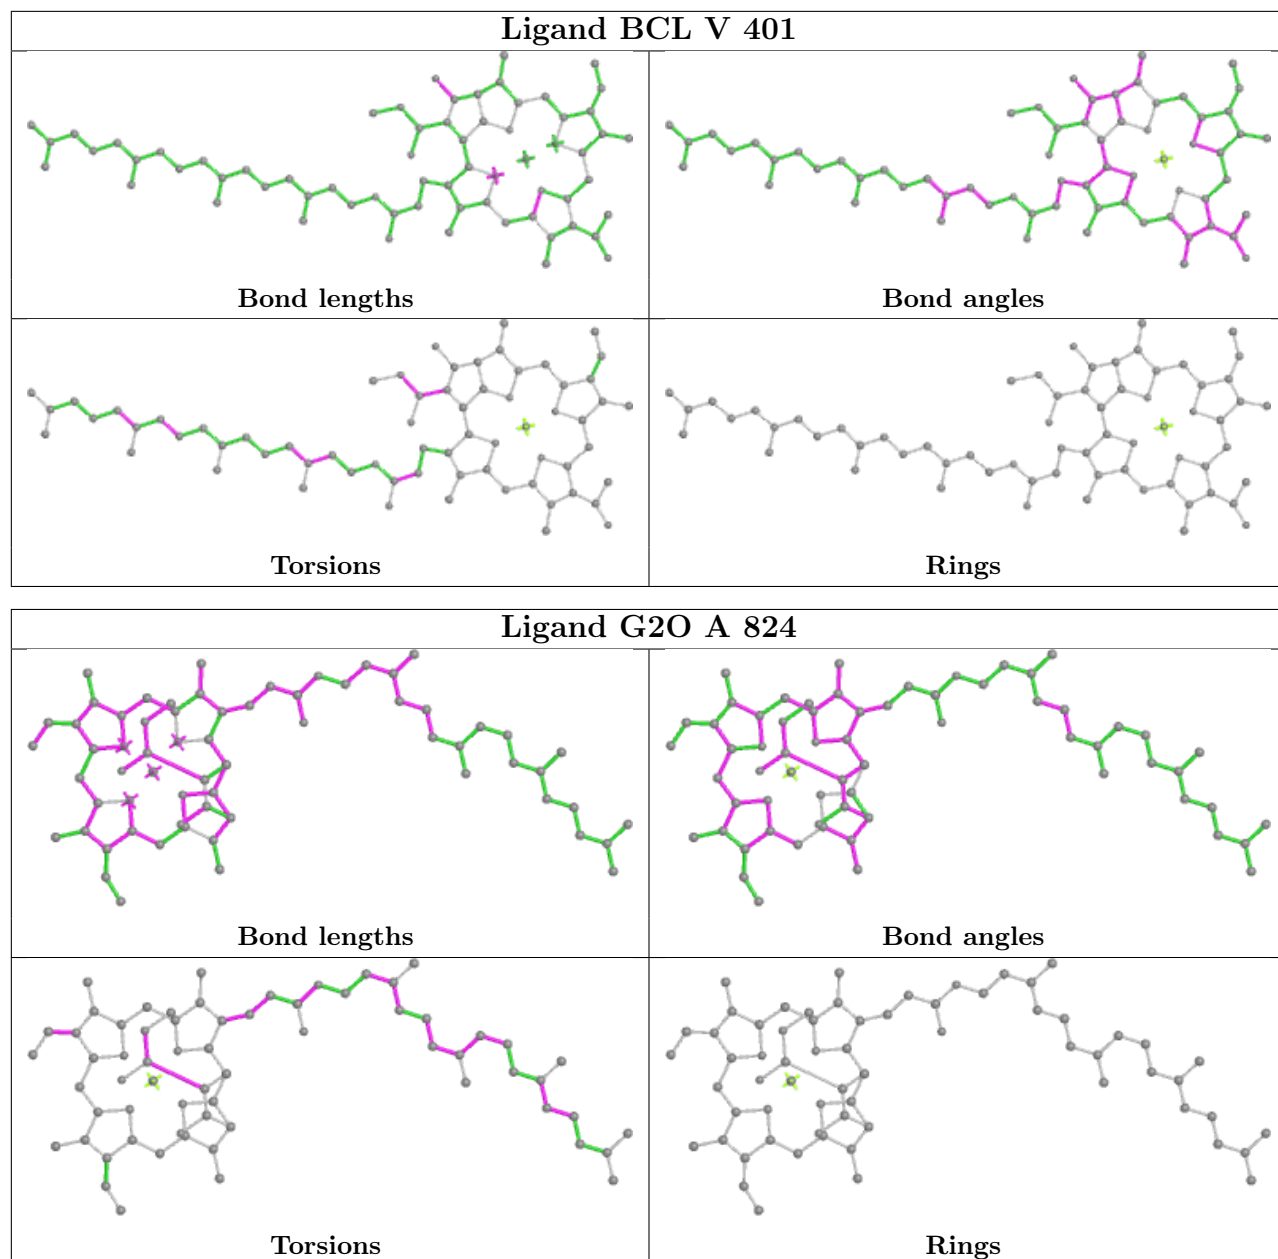 Ligand BCL V 401
Bond lengths
Bond angles
Torsions
Rings
Ligand G2O A 824
Bond lengths
Bond angles
Torsions
Rings